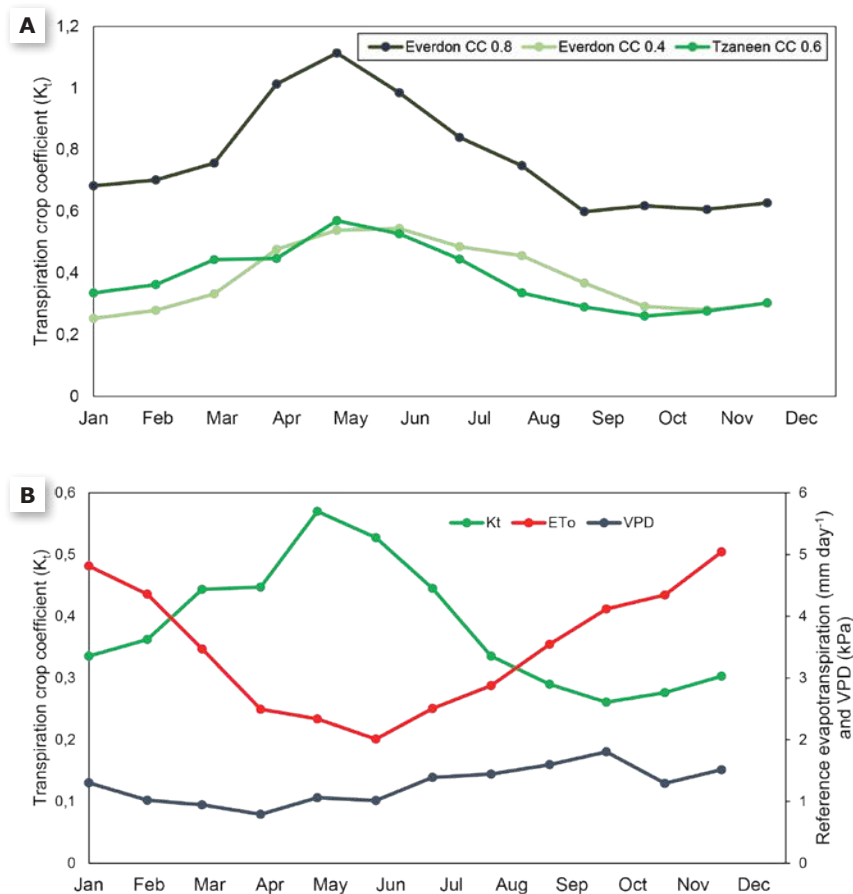 A
Transpiration crop coefficient (Kt)
1,2
1
0,8
0,6
0,4
0,2
0
Everdon CC 0.8 Everdon CC 0.4 Tzaneen CC 0.6
Jan Feb Mar Apr May Jun Jul Aug Sep Oct Nov Dec
B
Transpiration crop coefficient (Kt)
0,6
0,5
0,4
0,3
0,2
0,1
0
Kt ETo VPD
6
5
4
3
2
1
0
Reference evapotranspiration (mm day-1)
and VPD (kPa)
Jan Feb Mar Apr May Jun Jul Aug Sep Oct Nov Dec